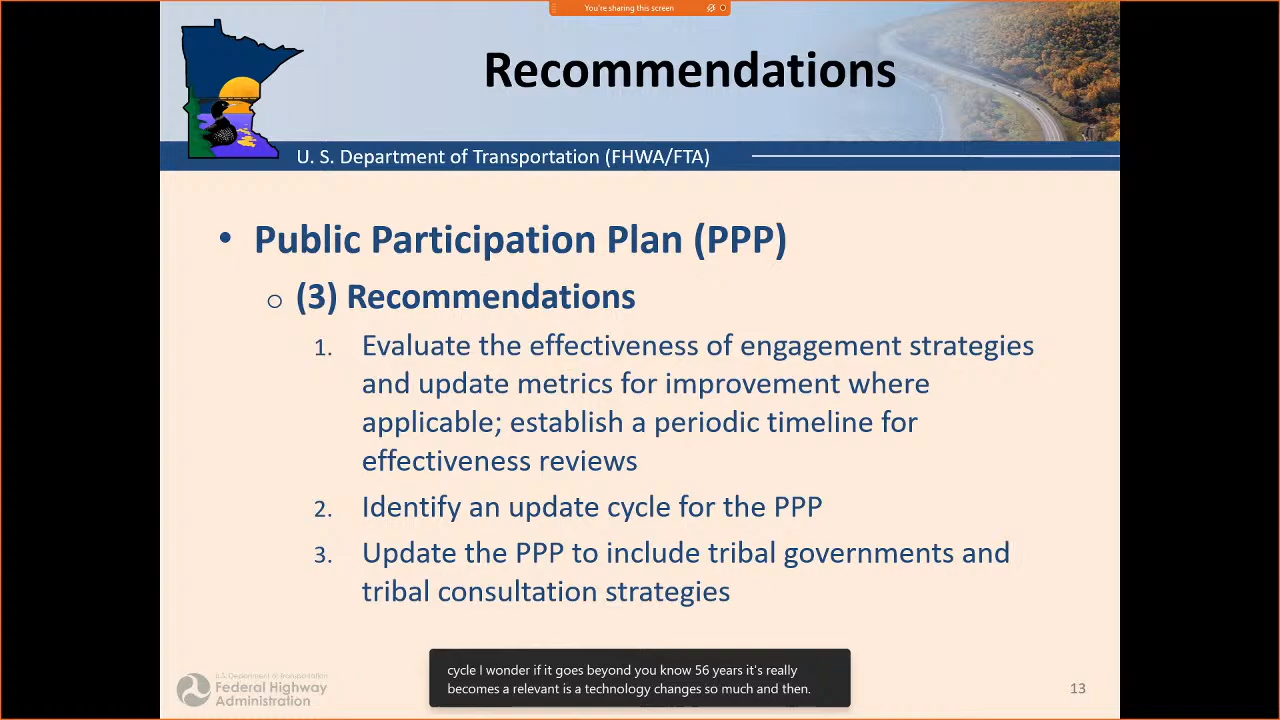 You're sharing this screen
Recommendations
U. S. Department of Transportation (FHWA/FTA)
• Public Participation Plan (PPP)
o (3) Recommendations
1. Evaluate the effectiveness of engagement strategies
and update metrics for improvement where
applicable; establish a periodic timeline for
effectiveness reviews
2. Identify an update cycle for the PPP
3. Update the PPP to include tribal governments and
tribal consultation strategies
cycle I wonder if it goes beyond you know 56 years it's really
becomes a relevant is a technology changes so much and then.
U.S. Department of Transportation
Federal Highway
Administration
13